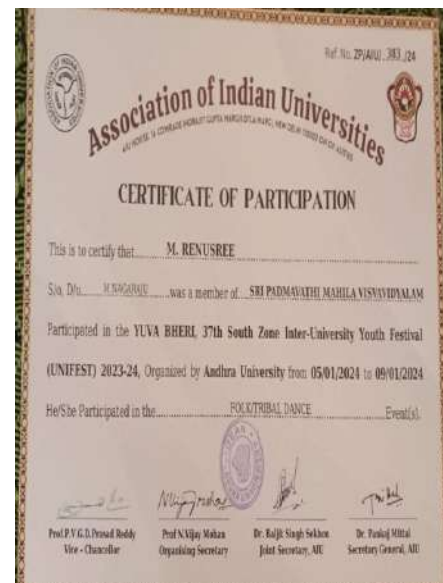 Ref. No. ZP/AIU/ 383 /24
Association of Indian Universities
CERTIFICATE OF PARTICIPATION
This is to certify that M. RENUSREE
S/o, D/o M.NAGARAJU was a member of SRI PADMAVATHI MAHILA VISVAVIDYALAM
Participated in the YUVA BHERI, 37th South Zone Inter-University Youth Festival
(UNIFEST) 2023-24, Organized by Andhra University from 05/01/2024 to 09/01/2024
He/She Participated in the FOLK/TRIBAL DANCE Event(s).
Prof P.V.G.D. Prasad Reddy
Vice - Chancellor
Prof N.Vijay Mohan
Organising Secretary
Dr. Baljit Singh Sekhon
Joint Secretary, AIU
Dr. Pankaj Mittal
Secretary General, AIU